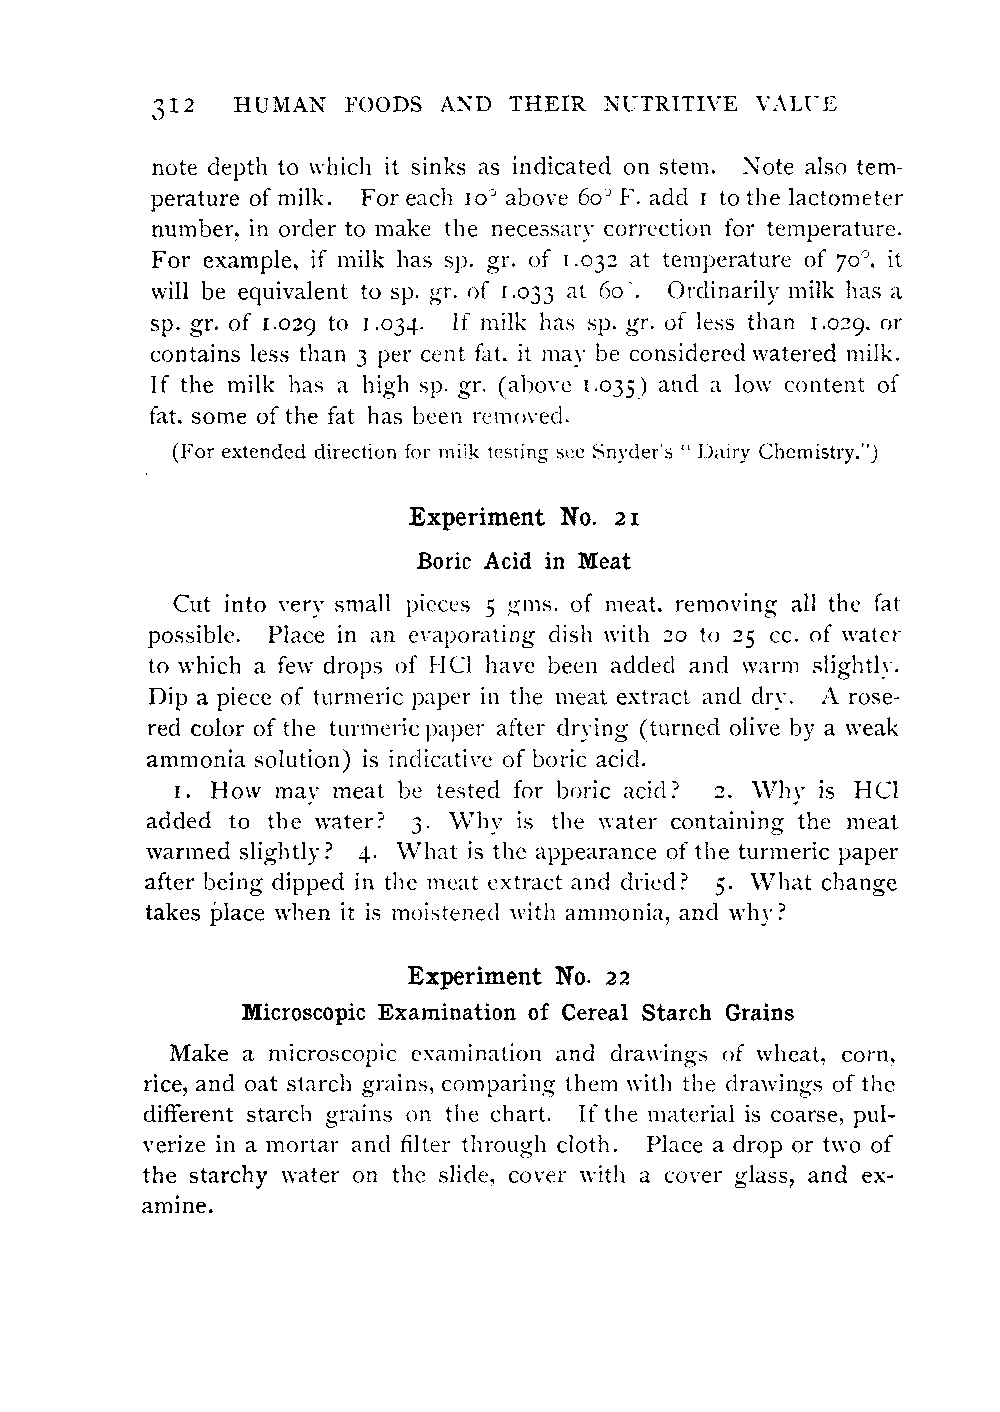 312 HUMAN FOODS AND THEIR NUTRITIVE VALUE
note depth to which it sinks as indicated on stem. Note also tem-
perature of milk. For each 10° above 60° F. add 1 to the lactometer
number, in order to make the necessary correction for temperature.
For example, if milk has sp. gr. of 1.032 at temperature of 70°, it
will be equivalent to sp. gr. of 1.033 at 60°. Ordinarily milk has a
sp. gr. of 1.029 to 1.034. If milk has sp. gr. of less than 1.029, or
contains less than 3 per cent fat, it may be considered watered milk.
If the milk has a high sp. gr. (above 1.035) and a low content of
fat, some of the fat has been removed.
(For extended direction for milk testing see Snyder's "Dairy Chemistry.")
Experiment No. 21
Boric Acid in Meat
Cut into very small pieces 5 gms. of meat, removing all the fat
possible. Place in an evaporating dish with 20 to 25 cc. of water
to which a few drops of HCl have been added and warm slightly.
Dip a piece of turmeric paper in the meat extract and dry. A rose-
red color of the turmeric paper after drying (turned olive by a weak
ammonia solution) is indicative of boric acid.
1. How may meat be tested for boric acid? 2. Why is HCl
added to the water? 3. Why is the water containing the meat
warmed slightly? 4. What is the appearance of the turmeric paper
after being dipped in the meat extract and dried? 5. What change
takes place when it is moistened with ammonia, and why?
Experiment No. 22
Microscopic Examination of Cereal Starch Grains
Make a microscopic examination and drawings of wheat, corn,
rice, and oat starch grains, comparing them with the drawings of the
different starch grains on the chart. If the material is coarse, pul-
verize in a mortar and filter through cloth. Place a drop or two of
the starchy water on the slide, cover with a cover glass, and ex-
amine.